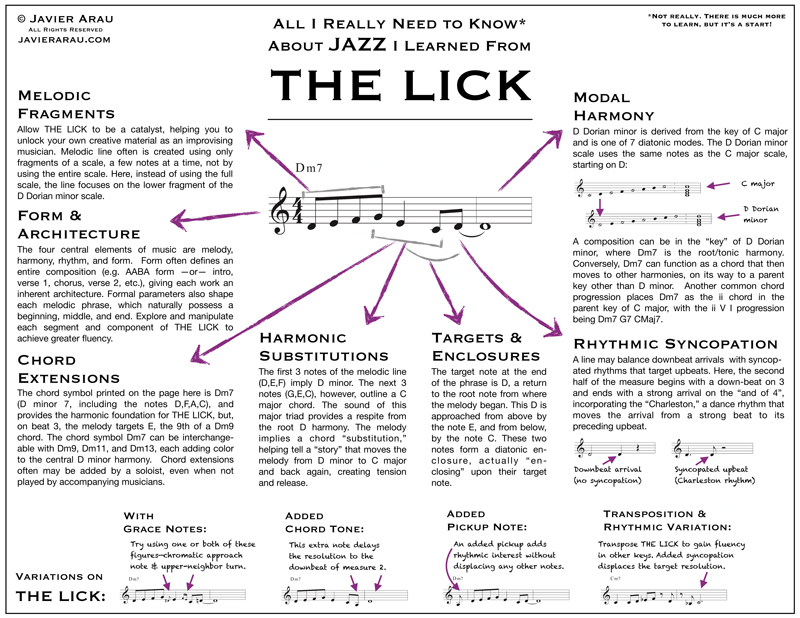 © Javier Arau
All Rights Reserved
javierarau.com
All I Really Need to Know*
About JAZZ I Learned From
THE LICK
*Not really. There is much more
to learn, but it's a start!
Melodic
Fragments
Allow THE LICK to be a catalyst, helping you to
unlock your own creative material as an improvising
musician. Melodic line often is created using only
fragments of a scale, a few notes at a time, not by
using the entire scale. Here, instead of using the full
scale, the line focuses on the lower fragment of the
D Dorian minor scale.
Form &
Architecture
The four central elements of music are melody,
harmony, rhythm, and form. Form often defines an
entire composition (e.g. AABA form —or— intro,
verse 1, chorus, verse 2, etc.), giving each work an
inherent architecture. Formal parameters also shape
each melodic phrase, which naturally possess a
beginning, middle, and end. Explore and manipulate
each segment and component of THE LICK to
achieve greater fluency.
Chord
Extensions
The chord symbol printed on the page here is Dm7
(D minor 7, including the notes D,F,A,C), and
provides the harmonic foundation for THE LICK, but,
on beat 3, the melody targets E, the 9th of a Dm9
chord. The chord symbol Dm7 can be interchange-
able with Dm9, Dm11, and Dm13, each adding color
to the central D minor harmony. Chord extensions
often may be added by a soloist, even when not
played by accompanying musicians.
Dm7
4
4
Harmonic
Substitutions
The first 3 notes of the melodic line
(D,E,F) imply D minor. The next 3
notes (G,E,C), however, outline a C
major chord. The sound of this
major triad provides a respite from
the root D harmony. The melody
implies a chord "substitution,"
helping tell a "story" that moves the
melody from D minor to C major
and back again, creating tension
and release.
Targets &
Enclosures
The target note at the end
of the phrase is D, a return
to the root note from where
the melody began. This D is
approached from above by
the note E, and from below,
by the note C. These two
notes form a diatonic en-
closure, actually "en-
closing" upon their target
note.
Modal
Harmony
D Dorian minor is derived from the key of C major
and is one of 7 diatonic modes. The D Dorian minor
scale uses the same notes as the C major scale,
starting on D:
C major
D Dorian
minor
A composition can be in the "key" of D Dorian
minor, where Dm7 is the root/tonic harmony.
Conversely, Dm7 can function as a chord that then
moves to other harmonies, on its way to a parent
key other than D minor. Another common chord
progression places Dm7 as the ii chord in the
parent key of C major, with the ii V I progression
being Dm7 G7 CMaj7.
Rhythmic Syncopation
A line may balance downbeat arrivals with syncop-
ated rhythms that target upbeats. Here, the second
half of the measure begins with a down-beat on 3
and ends with a strong arrival on the "and of 4",
incorporating the "Charleston," a dance rhythm that
moves the arrival from a strong beat to its
preceding upbeat.
Downbeat arrival
(no syncopation)
Syncopated upbeat
(Charleston rhythm)
Variations on
THE LICK:
With
Grace Notes:
Try using one or both of these
figures—chromatic approach
note & upper-neighbor turn.
Dm7
Added
Chord Tone:
This extra note delays
the resolution to the
downbeat of measure 2.
Dm7
Added
Pickup Note:
An added pickup adds
rhythmic interest without
displacing any other notes.
Dm7
Transposition &
Rhythmic Variation:
Transpose THE LICK to gain fluency
in other keys. Added syncopation
displaces the target resolution.
Cm7